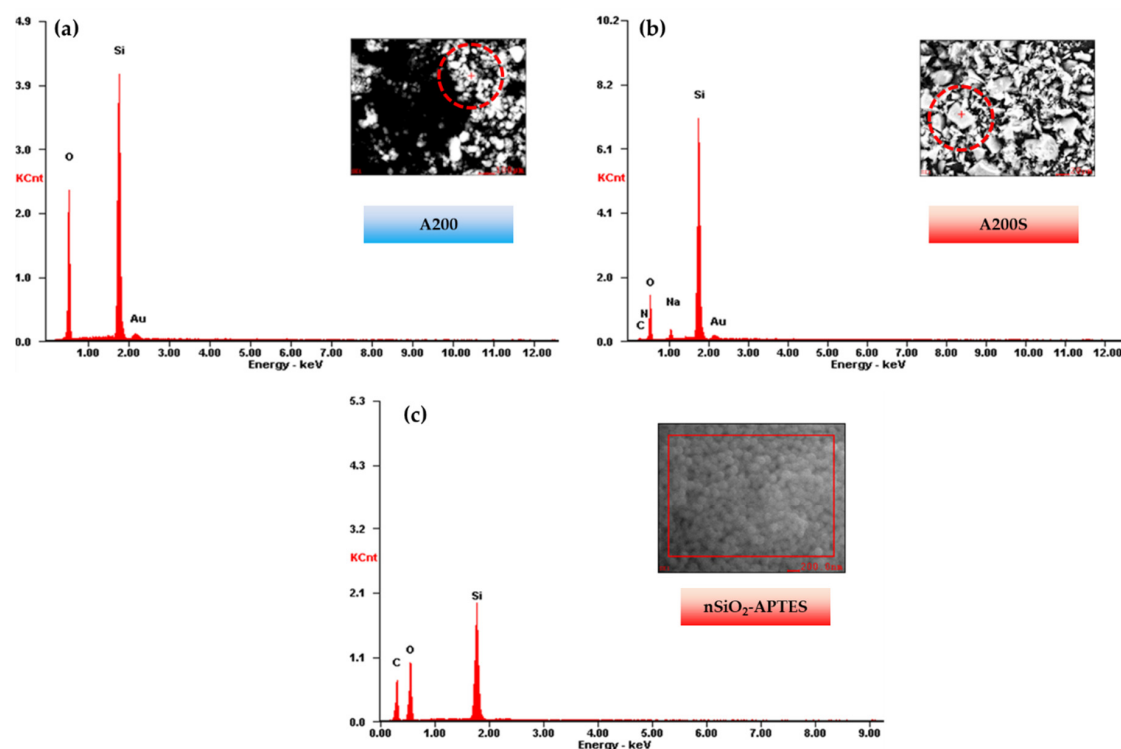 (a)
4.9
3.9
3.0
KCnt
2.0
1.0
0.0
O
Si
Au
1.00 2.00 3.00 4.00 5.00 6.00 7.00 8.00 9.00 10.00 11.00 12.00
Energy - keV
A200
(b)
10.2
8.2
6.1
KCnt
4.1
2.0
0.0
C
N
O
Na
Si
Au
1.00 2.00 3.00 4.00 5.00 6.00 7.00 8.00 9.00 10.00 11.00 12.00
Energy - keV
A200S
(c)
5.3
4.3
3.2
KCnt
2.1
1.1
0.0
C
O
Si
0.00 1.00 2.00 3.00 4.00 5.00 6.00 7.00 8.00 9.00
Energy - keV
nSiO₂-APTES